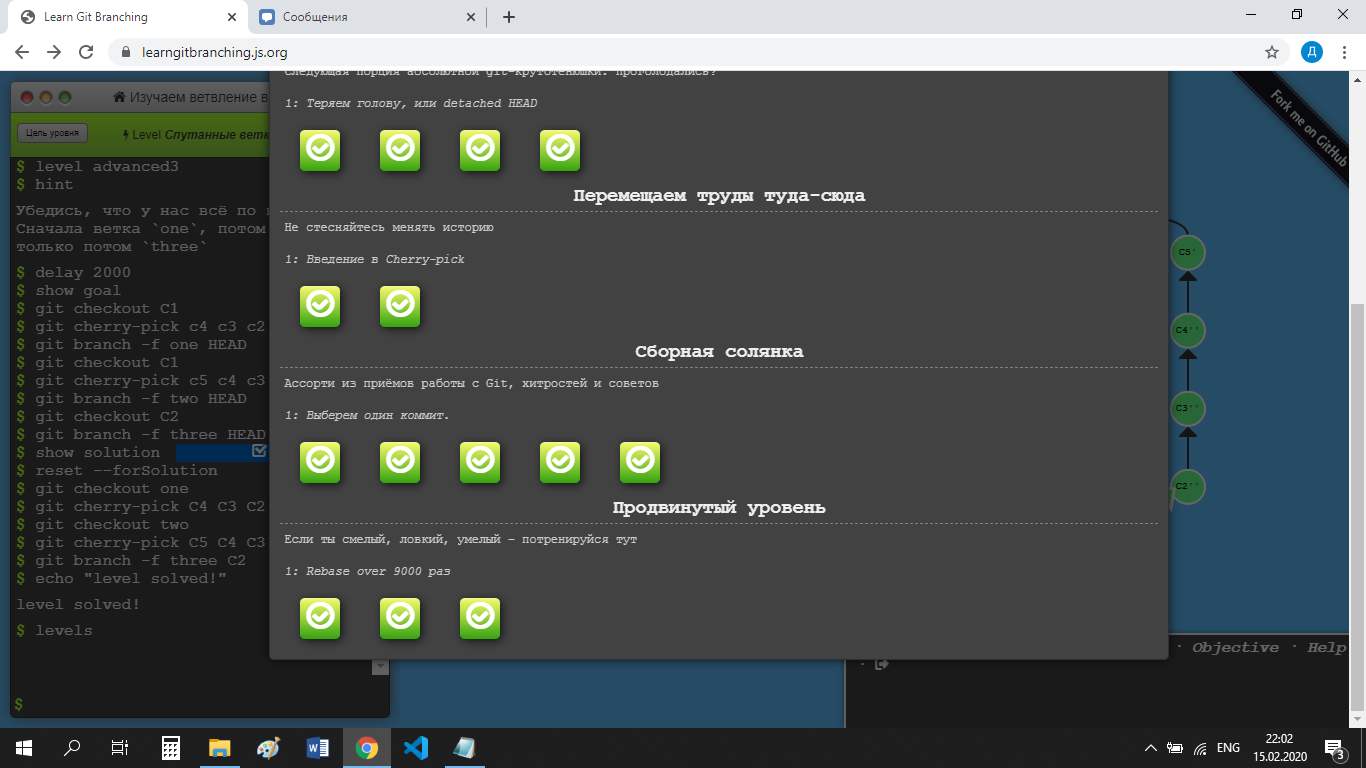 Learn Git Branching
Сообщения
learngitbranching.js.org
Д
Следующая порция абсолютной git-крутотенюшки. Проголодались?
1: Теряем голову, или detached HEAD
Перемещаем труды туда-сюда
Не стесняйтесь менять историю
1: Введение в Cherry-pick
Сборная солянка
Ассорти из приёмов работы с Git, хитростей и советов
1: Выберем один коммит.
Продвинутый уровень
Если ты смелый, ловкий, умелый - потренируйся тут
1: Rebase over 9000 раз
Изучаем ветвление в
Цель уровня
Level Спутанные ветк
$ level advanced3
$ hint
Убедись, что у нас всё по
Сначала ветка `one`, потом
только потом `three`
$ delay 2000
$ show goal
$ git checkout C1
$ git cherry-pick c4 c3 c2
$ git branch -f one HEAD
$ git checkout C1
$ git cherry-pick c5 c4 c3
$ git branch -f two HEAD
$ git checkout C2
$ git branch -f three HEAD
$ show solution
$ reset --forSolution
$ git checkout one
$ git cherry-pick C4 C3 C2
$ git checkout two
$ git cherry-pick C5 C4 C3
$ git branch -f three C2
$ echo "level solved!"
level solved!
$ levels
$
Fork me on GitHub
C5'
C4''
C3''
C2''
· Objective · Help
ENG
22:02
15.02.2020
3